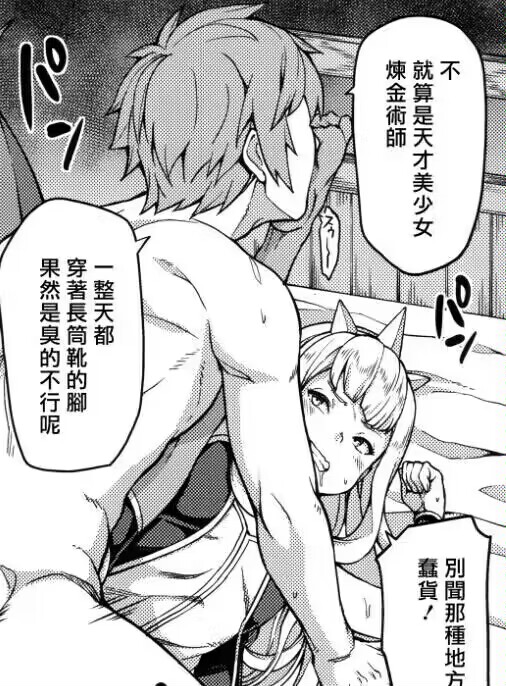 不
就算是天才美少女
煉金術師
一整天都
穿著長筒靴的腳
果然是臭的不行呢
別聞那種地方
蠢貨！
パン
パン